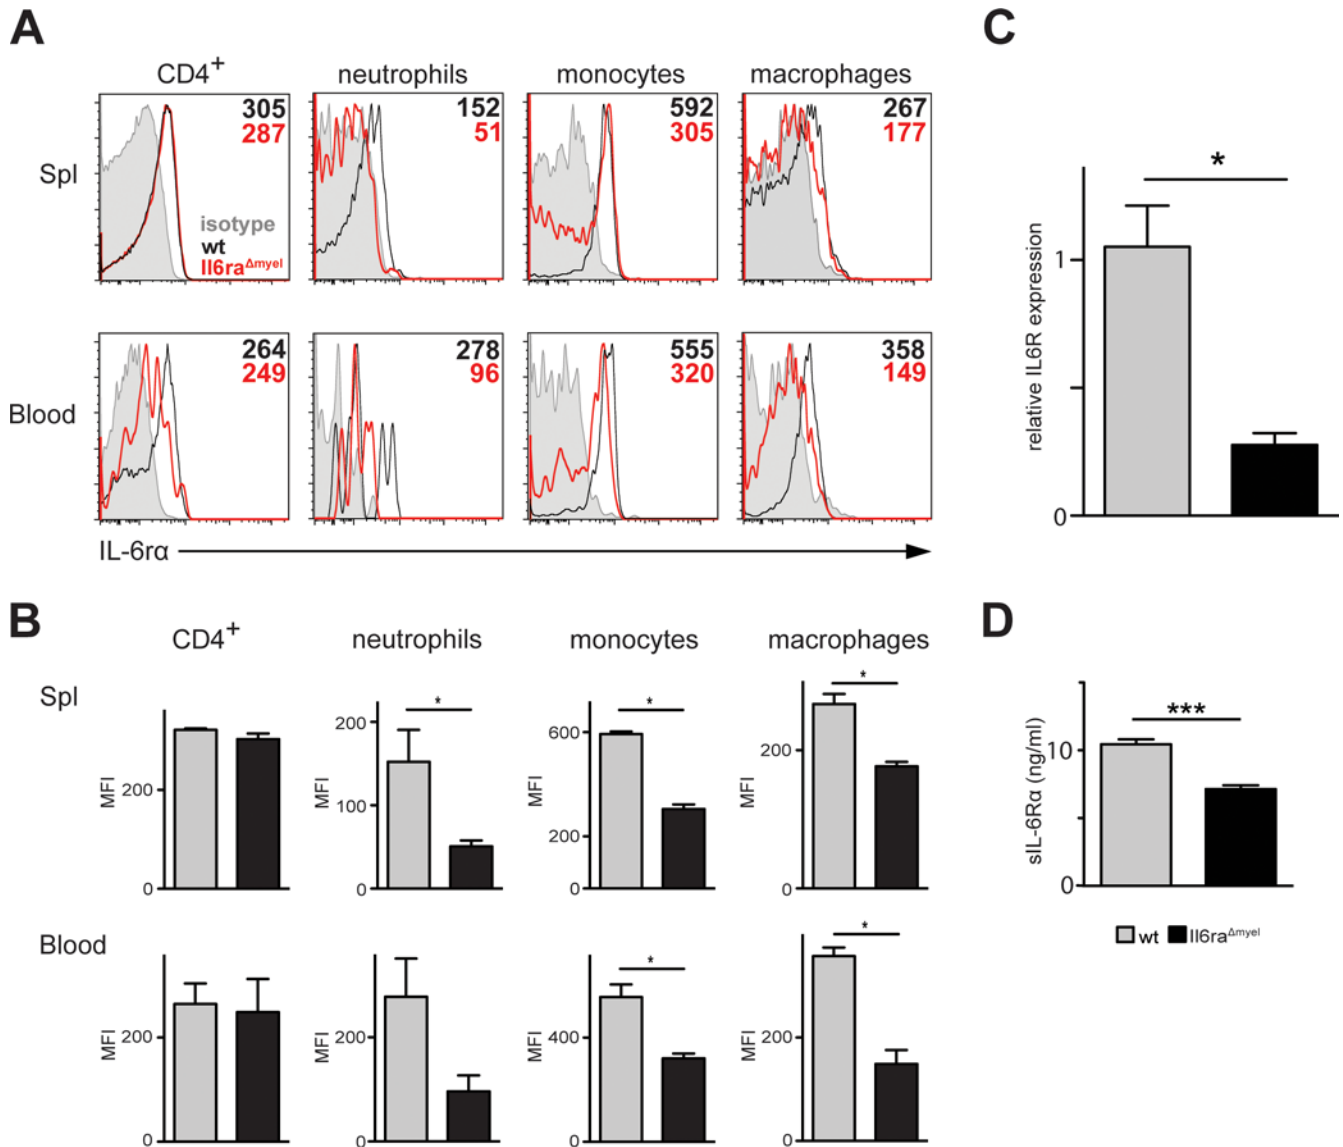 A
CD4+ neutrophils monocytes macrophages
Spl
305
287
isotype
wt
Il6raΔmyel
152
51
592
305
267
177
Blood
264
249
278
96
555
320
358
149
IL-6rα
C
*
relative IL6R expression
1
0
B
CD4+ neutrophils monocytes macrophages
Spl
MFI
200
0
*
MFI
200
100
0
*
MFI
600
200
0
*
MFI
200
0
Blood
MFI
200
0
MFI
200
0
*
MFI
400
0
*
MFI
200
0
D
***
sIL-6Rα (ng/ml)
10
0
wt Il6raΔmyel